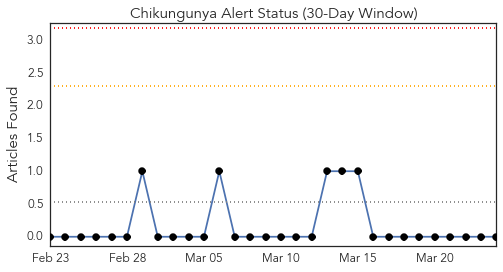 Chikungunya Alert Status (30-Day Window)
Articles Found
3.0
2.5
2.0
1.5
1.0
0.5
0.0
Feb 23
Feb 28
Mar 05
Mar 10
Mar 15
Mar 20